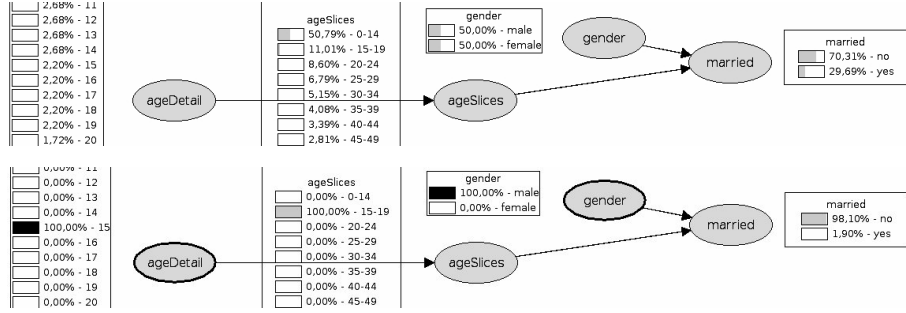 2,68% - 11
2,68% - 12
2,68% - 13
2,68% - 14
2,20% - 15
2,20% - 16
2,20% - 17
2,20% - 18
2,20% - 19
1,72% - 20
ageDetail
ageSlices
50,79% - 0-14
11,01% - 15-19
8,60% - 20-24
6,79% - 25-29
5,15% - 30-34
4,08% - 35-39
3,39% - 40-44
2,81% - 45-49
gender
50,00% - male
50,00% - female
gender
ageSlices
married
married
70,31% - no
29,69% - yes
0,00% - 11
0,00% - 12
0,00% - 13
0,00% - 14
100,00% - 15
0,00% - 16
0,00% - 17
0,00% - 18
0,00% - 19
0,00% - 20
ageDetail
ageSlices
0,00% - 0-14
100,00% - 15-19
0,00% - 20-24
0,00% - 25-29
0,00% - 30-34
0,00% - 35-39
0,00% - 40-44
0,00% - 45-49
gender
100,00% - male
0,00% - female
gender
ageSlices
married
married
98,10% - no
1,90% - yes